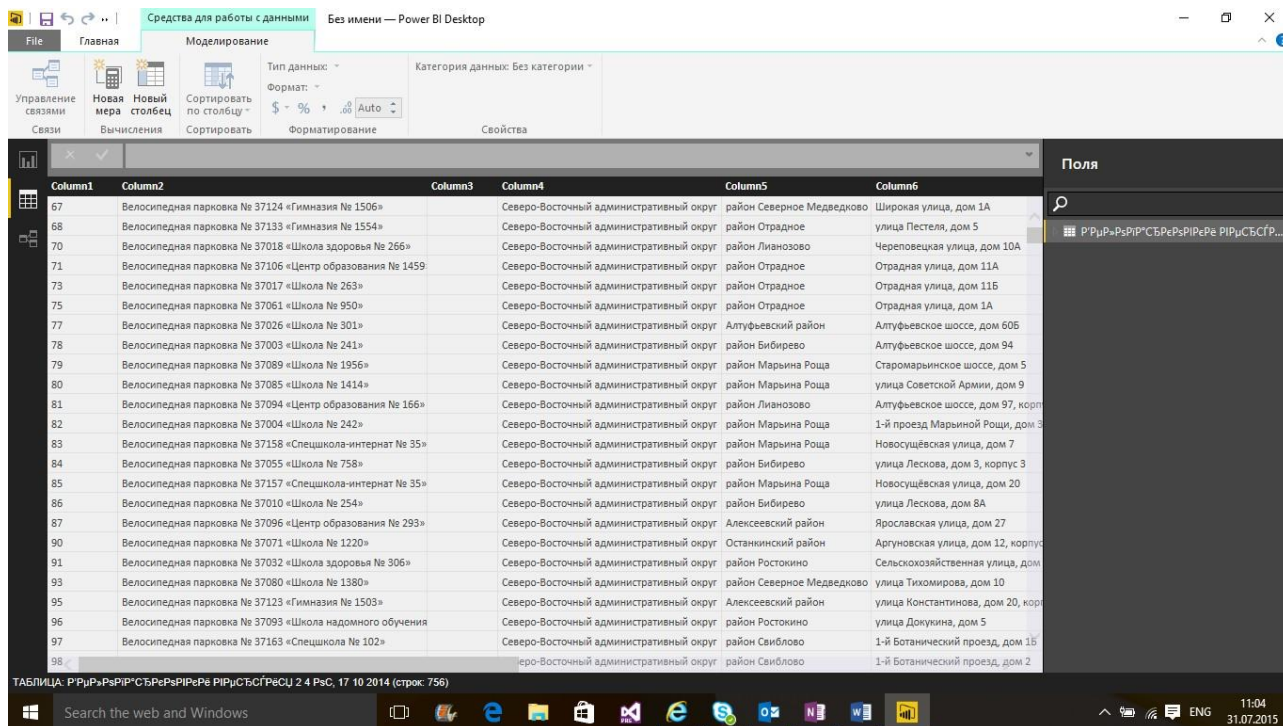 Средства для работы с данными
Без имени — Power BI Desktop
File Главная Моделирование
Управление связями
Новая мера
Новый столбец
Сортировать по столбцу
Тип данных:
Формат:
$ % , .00 Auto
Категория данных: Без категории
Связи Вычисления Сортировать Форматирование Свойства
Поля
Column1 Column2 Column3 Column4 Column5 Column6
67 Велосипедная парковка № 37124 «Гимназия № 1506» Северо-Восточный административный округ район Северное Медведково Широкая улица, дом 1А
68 Велосипедная парковка № 37133 «Гимназия № 1554» Северо-Восточный административный округ район Отрадное улица Пестеля, дом 5
70 Велосипедная парковка № 37018 «Школа здоровья № 266» Северо-Восточный административный округ район Лианозово Череповецкая улица, дом 10А
71 Велосипедная парковка № 37106 «Центр образования № 1459 Северо-Восточный административный округ район Отрадное Отрадная улица, дом 11А
73 Велосипедная парковка № 37017 «Школа № 263» Северо-Восточный административный округ район Отрадное Отрадная улица, дом 11Б
75 Велосипедная парковка № 37061 «Школа № 950» Северо-Восточный административный округ район Отрадное Отрадная улица, дом 1А
77 Велосипедная парковка № 37026 «Школа № 301» Северо-Восточный административный округ Алтуфьевский район Алтуфьевское шоссе, дом 60Б
78 Велосипедная парковка № 37003 «Школа № 241» Северо-Восточный административный округ район Бибирево Алтуфьевское шоссе, дом 94
79 Велосипедная парковка № 37089 «Школа № 1956» Северо-Восточный административный округ район Марьина Роща Старомарьинское шоссе, дом 5
80 Велосипедная парковка № 37085 «Школа № 1414» Северо-Восточный административный округ район Марьина Роща улица Советской Армии, дом 9
81 Велосипедная парковка № 37094 «Центр образования № 166» Северо-Восточный административный округ район Лианозово Алтуфьевское шоссе, дом 97, корп
82 Велосипедная парковка № 37004 «Школа № 242» Северо-Восточный административный округ район Марьина Роща 1-й проезд Марьиной Рощи, дом 3
83 Велосипедная парковка № 37158 «Спецшкола-интернат № 35» Северо-Восточный административный округ район Марьина Роща Новосущёвская улица, дом 7
84 Велосипедная парковка № 37055 «Школа № 758» Северо-Восточный административный округ район Бибирево улица Лескова, дом 3, корпус 3
85 Велосипедная парковка № 37157 «Спецшкола-интернат № 35» Северо-Восточный административный округ район Марьина Роща Новосущёвская улица, дом 20
86 Велосипедная парковка № 37010 «Школа № 254» Северо-Восточный административный округ район Бибирево улица Лескова, дом 8А
87 Велосипедная парковка № 37096 «Центр образования № 293» Северо-Восточный административный округ Алексеевский район Ярославская улица, дом 27
90 Велосипедная парковка № 37071 «Школа № 1220» Северо-Восточный административный округ Останкинский район Аргуновская улица, дом 12, корпус
91 Велосипедная парковка № 37032 «Школа здоровья № 306» Северо-Восточный административный округ район Ростокино Сельскохозяйственная улица, дом
93 Велосипедная парковка № 37080 «Школа № 1380» Северо-Восточный административный округ район Северное Медведково улица Тихомирова, дом 10
95 Велосипедная парковка № 37123 «Гимназия № 1503» Северо-Восточный административный округ Алексеевский район улица Константинова, дом 20, корп
96 Велосипедная парковка № 37093 «Школа надомного обучения Северо-Восточный административный округ район Ростокино улица Докукина, дом 5
97 Велосипедная парковка № 37163 «Спецшкола № 102» Северо-Восточный административный округ район Свиблово 1-й Ботанический проезд, дом 1Б
98 еро-Восточный административный округ район Свиблово 1-й Ботанический проезд, дом 2
ТАБЛИЦА: 2 4 17 10 2014 (строк: 756)
Search the web and Windows
ENG
11:04
31.07.20